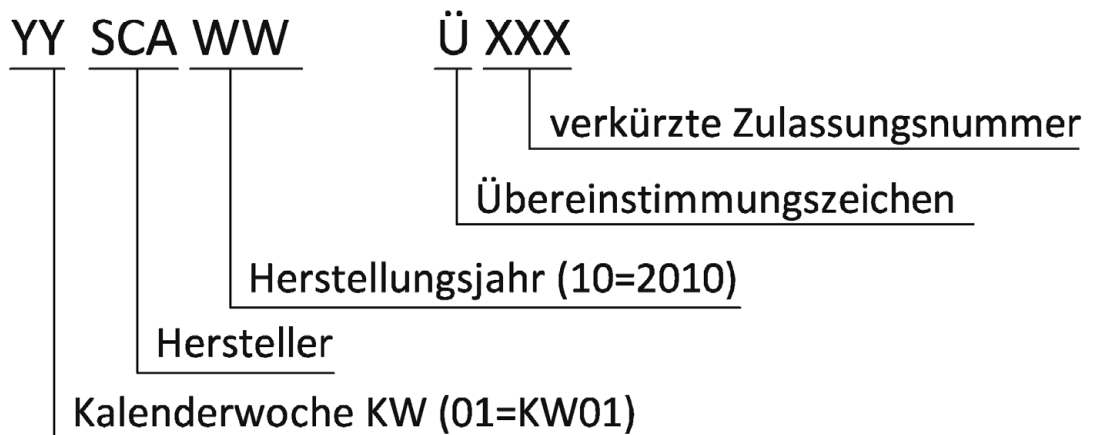 YY SCA WW Ü XXX
verkürzte Zulassungsnummer
Übereinstimmungszeichen
Herstellungsjahr (10=2010)
Hersteller
Kalenderwoche KW (01=KW01)